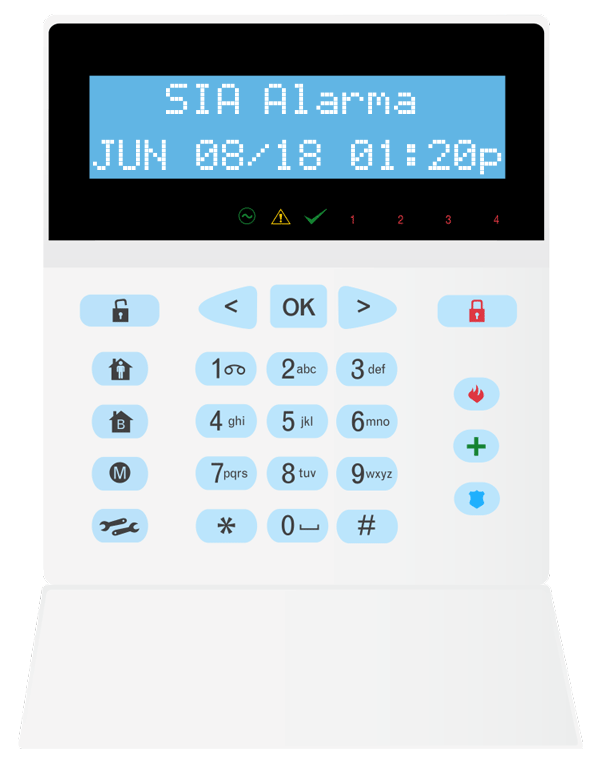 SIA Alarma
JUN 08/18 01:20p
1 2 3 4
< OK >
1 2abc 3def
4ghi 5jkl 6mno
B
7pqrs 8tuv 9wxyz
M
* 0 #